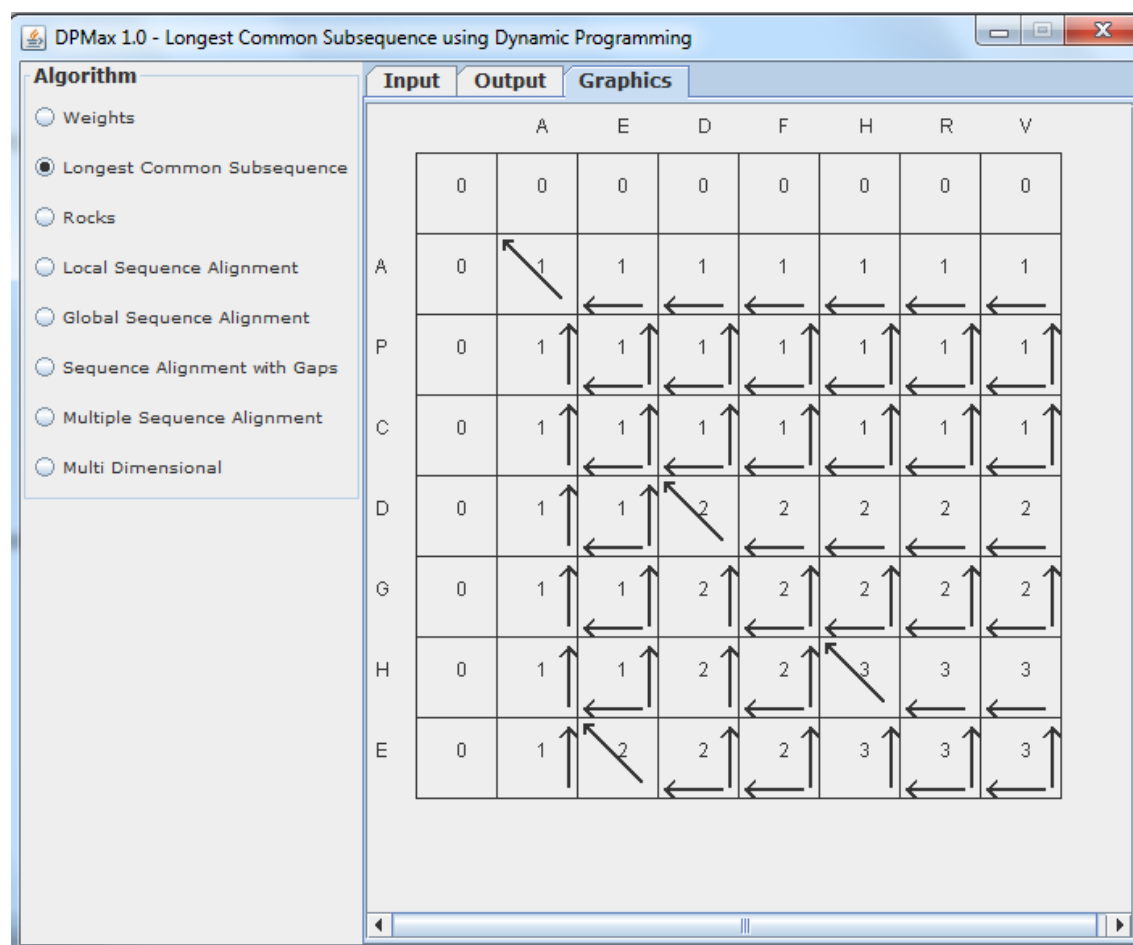 DPMax 1.0 - Longest Common Subsequence using Dynamic Programming
Algorithm
Weights
Longest Common Subsequence
Rocks
Local Sequence Alignment
Global Sequence Alignment
Sequence Alignment with Gaps
Multiple Sequence Alignment
Multi Dimensional
Input Output Graphics
A E D F H R V
0 0 0 0 0 0 0 0
A 0 1 1 1 1 1 1 1
P 0 1 1 1 1 1 1 1
C 0 1 1 1 1 1 1 1
D 0 1 1 2 2 2 2 2
G 0 1 1 2 2 2 2 2
H 0 1 1 2 2 3 3 3
E 0 1 2 2 2 3 3 3